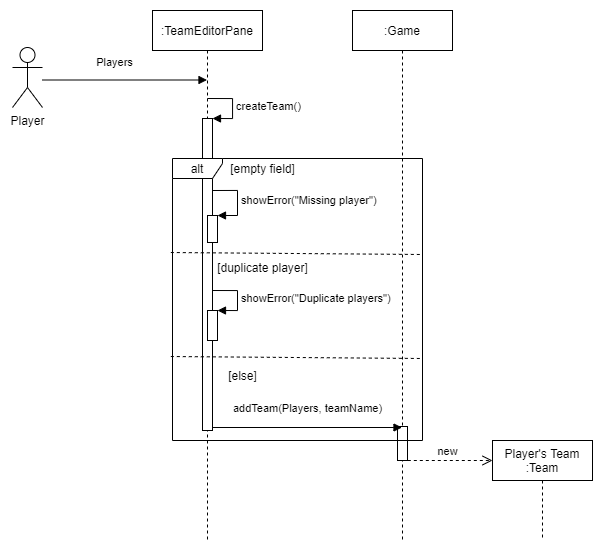 :TeamEditorPane
:Game
Players
Player
createTeam()
alt
[empty field]
showError("Missing player")
[duplicate player]
showError("Duplicate players")
[else]
addTeam(Players, teamName)
new
Player's Team
:Team